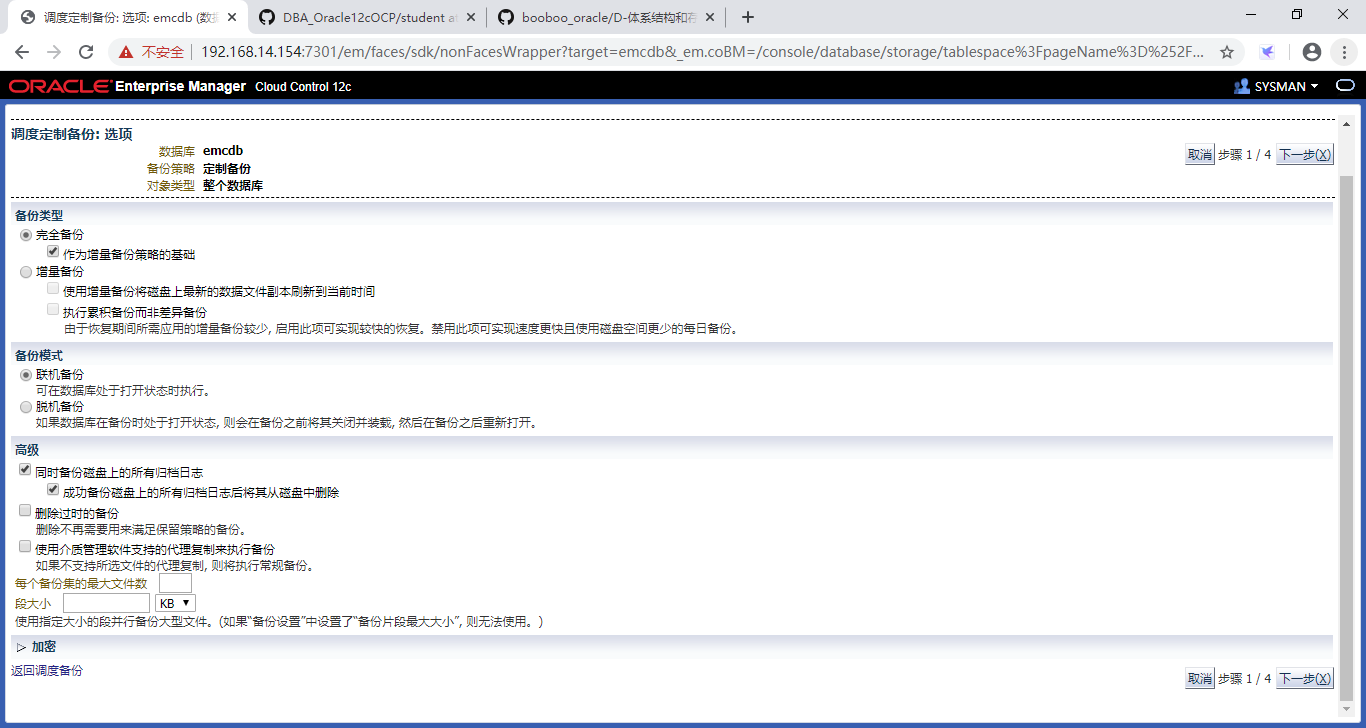 调度定制备份: 选项: emcdb (数据
DBA_Oracle12cOCP/student at
booboo_oracle/D-体系结构和存
不安全
192.168.14.154:7301/em/faces/sdk/nonFacesWrapper?target=emcdb&_em.coBM=/console/database/storage/tablespace%3FpageName%3D%252F...
ORACLE Enterprise Manager Cloud Control 12c
SYSMAN
调度定制备份: 选项
数据库 emcdb
备份策略 定制备份
对象类型 整个数据库
取消 步骤 1 / 4 下一步(X)
备份类型
完全备份
作为增量备份策略的基础
增量备份
使用增量备份将磁盘上最新的数据文件副本刷新到当前时间
执行累积备份而非差异备份
由于恢复期间所需应用的增量备份较少, 启用此项可实现较快的恢复。禁用此项可实现速度更快且使用磁盘空间更少的每日备份。
备份模式
联机备份
可在数据库处于打开状态时执行。
脱机备份
如果数据库在备份时处于打开状态, 则会在备份之前将其关闭并装载, 然后在备份之后重新打开。
高级
同时备份磁盘上的所有归档日志
成功备份磁盘上的所有归档日志后将其从磁盘中删除
删除过时的备份
删除不再需要用来满足保留策略的备份。
使用介质管理软件支持的代理复制来执行备份
如果不支持所选文件的代理复制, 则将执行常规备份。
每个备份集的最大文件数
段大小 KB
使用指定大小的段并行备份大型文件。(如果“备份设置”中设置了“备份片段最大大小”, 则无法使用。)
加密
返回调度备份
取消 步骤 1 / 4 下一步(X)